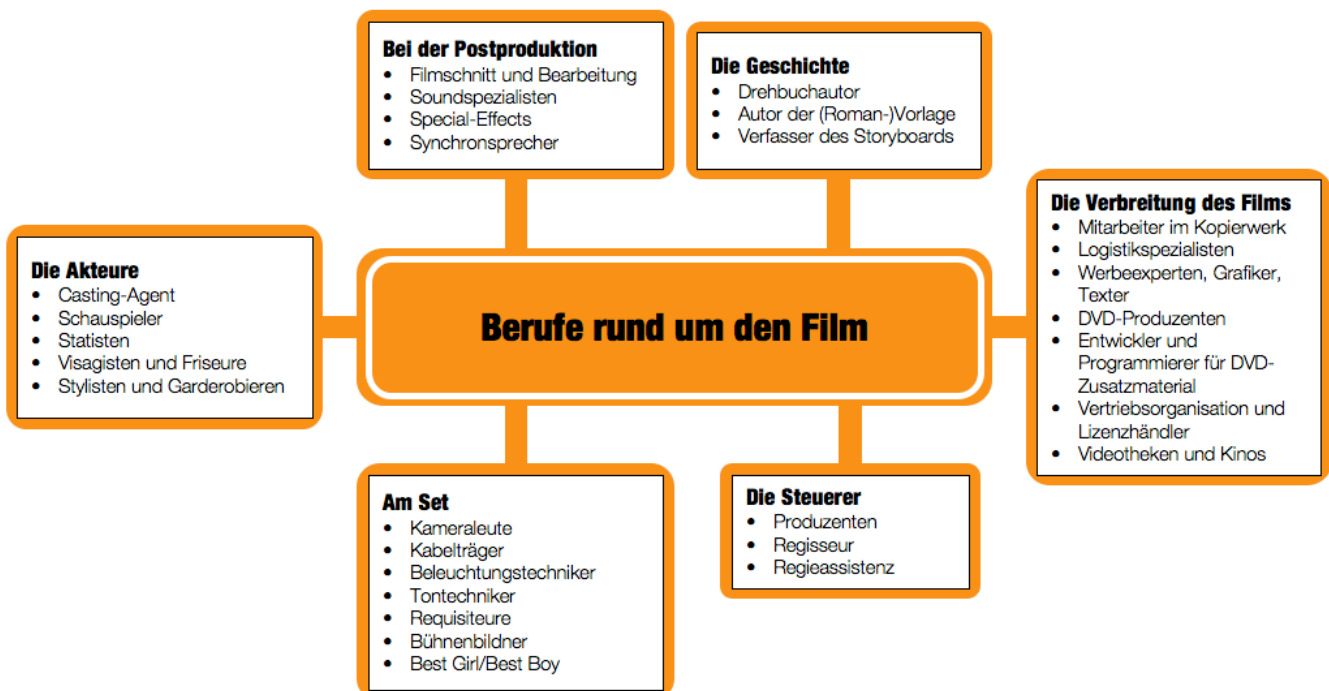 Bei der Postproduktion
• Filmschnitt und Bearbeitung
• Soundspezialisten
• Special-Effects
• Synchronsprecher
Die Geschichte
• Drehbuchautor
• Autor der (Roman-)Vorlage
• Verfasser des Storyboards
Die Akteure
• Casting-Agent
• Schauspieler
• Statisten
• Visagisten und Friseure
• Stylisten und Garderobieren
Berufe rund um den Film
Die Verbreitung des Films
• Mitarbeiter im Kopierwerk
• Logistikspezialisten
• Werbeexperten, Grafiker,
Texter
• DVD-Produzenten
• Entwickler und
Programmierer für DVD-
Zusatzmaterial
• Vertriebsorganisation und
Lizenzhändler
• Videotheken und Kinos
Am Set
• Kameraleute
• Kabelträger
• Beleuchtungstechniker
• Tontechniker
• Requisiteure
• Bühnenbildner
• Best Girl/Best Boy
Die Steuerer
• Produzenten
• Regisseur
• Regieassistenz